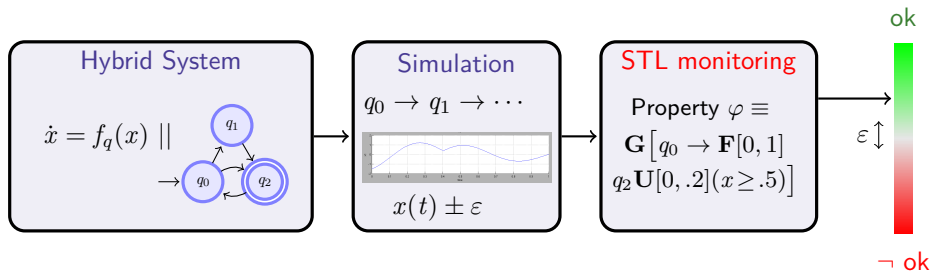 Hybrid System
ẋ = f_q(x) ||
q₁
q₀
q₂
Simulation
q₀ → q₁ → ⋯
x(t) ± ε
STL monitoring
Property φ ≡
G[q₀ → F[0, 1]
q₂U[0, .2](x ≥ .5)]
ok
ε↕
¬ ok